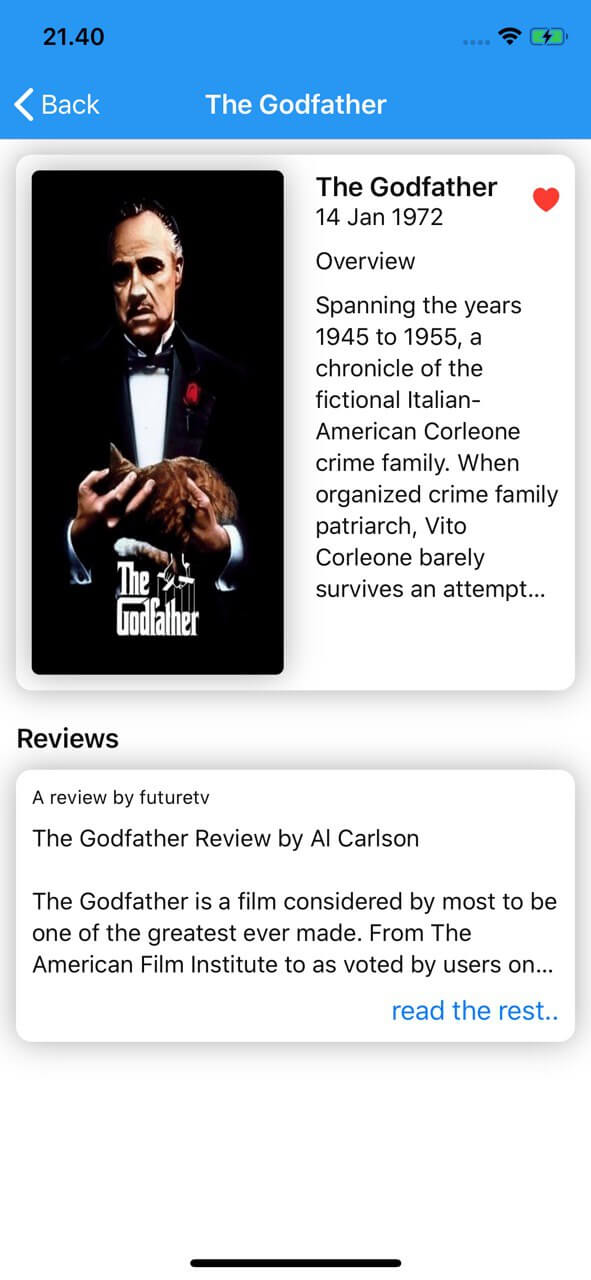 21.40
Back
The Godfather
The Godfather
14 Jan 1972
Overview
Spanning the years
1945 to 1955, a
chronicle of the
fictional Italian-
American Corleone
crime family. When
organized crime family
patriarch, Vito
Corleone barely
survives an attempt...
The
Godfather
Reviews
A review by futuretv
The Godfather Review by Al Carlson
The Godfather is a film considered by most to be
one of the greatest ever made. From The
American Film Institute to as voted by users on...
read the rest..